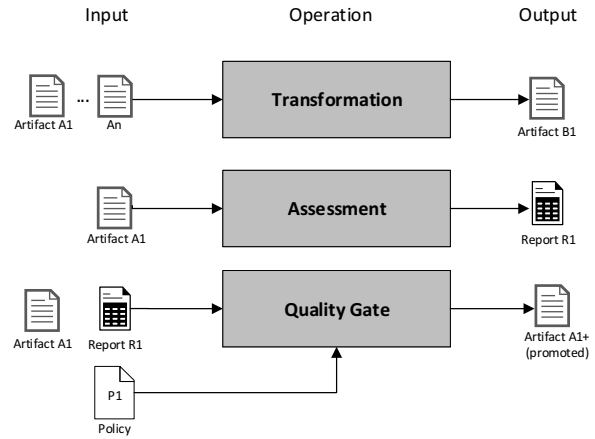 Input Operation Output
... Transformation
Artifact A1 An Artifact B1
Assessment
Artifact A1 Report R1
Quality Gate
Artifact A1 Report R1 Artifact A1+
(promoted)
P1
Policy